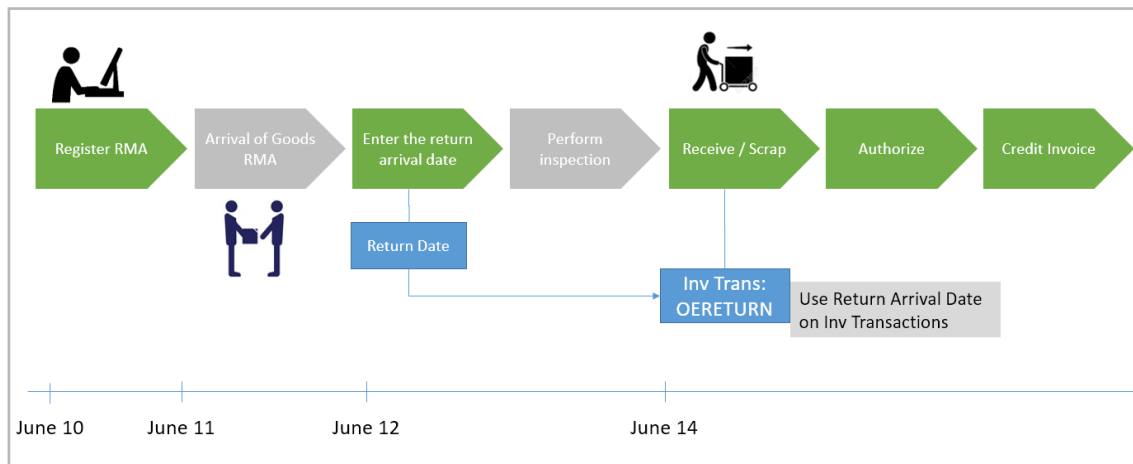 Register RMA
Arrival of Goods
RMA
Enter the return
arrival date
Perform
inspection
Receive / Scrap
Authorize
Credit Invoice
Return Date
Inv Trans:
OERETURN
Use Return Arrival Date
on Inv Transactions
June 10
June 11
June 12
June 14